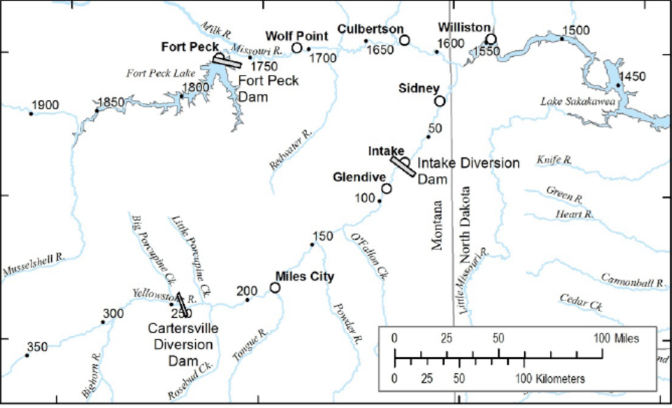 Milk R.
Culbertson
Williston
Wolf Point
Fort Peck
Missouri R.
1500
1650
1600
1550
1750
1700
Fort Peck Lake
Fort Peck
Dam
1450
1800
Sidney
1900
1850
Lake Sakakawea
50
Redwater R.
Intake
Intake Diversion
Dam
Knife R.
Glendive
100
Green R.
Heart R.
Montana
North Dakota
Big Porcupine Ck.
Little Porcupine Ck.
150
O'Fallon Ck.
Little Missouri R.
Musselshell R.
Miles City
Cannonball R.
Yellowstone R.
200
250
Cedar Ck.
300
Cartersville
Diversion
Dam
Powder R.
Tongue R.
350
Bighorn R.
Rosebud Ck.
0 25 50 100 Miles
0 25 50 100 Kilometers
nd